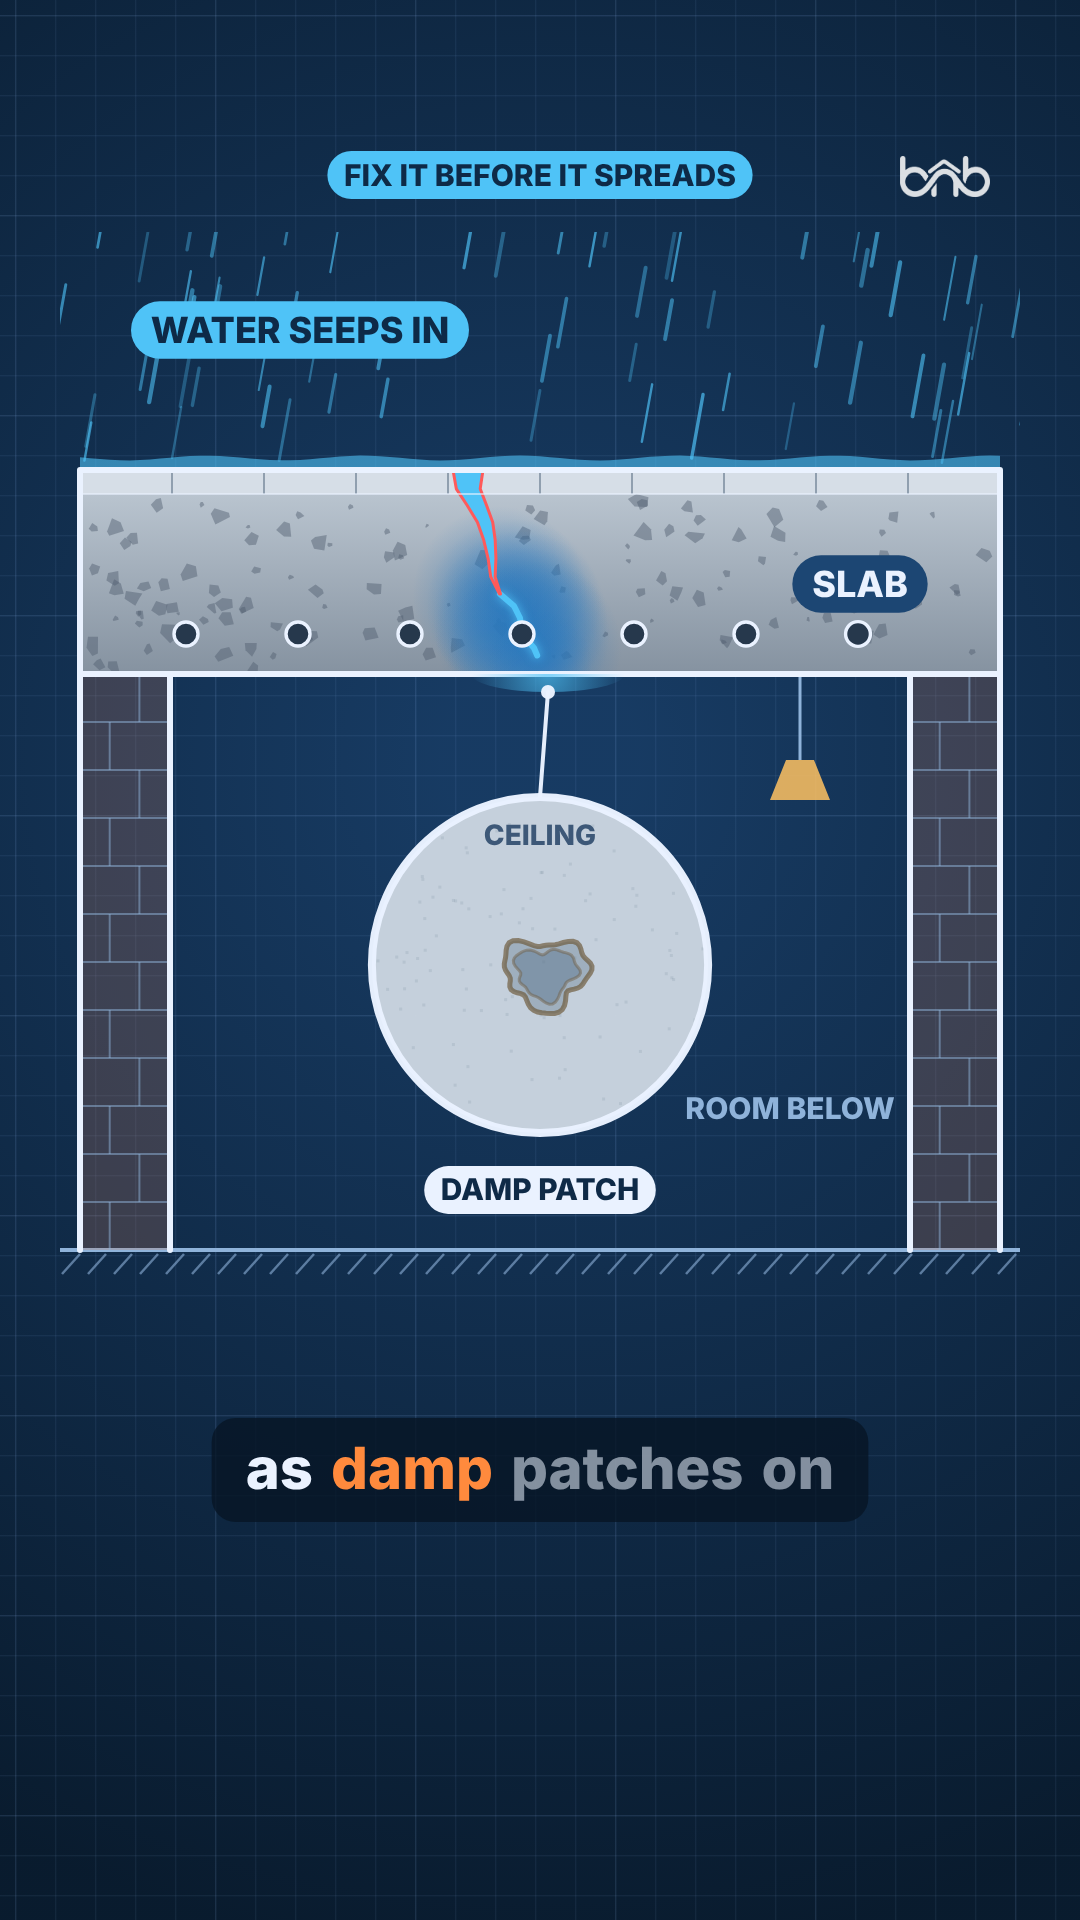 FIX IT BEFORE IT SPREADS
bnb
WATER SEEPS IN
SLAB
CEILING
ROOM BELOW
DAMP PATCH
as damp patches on